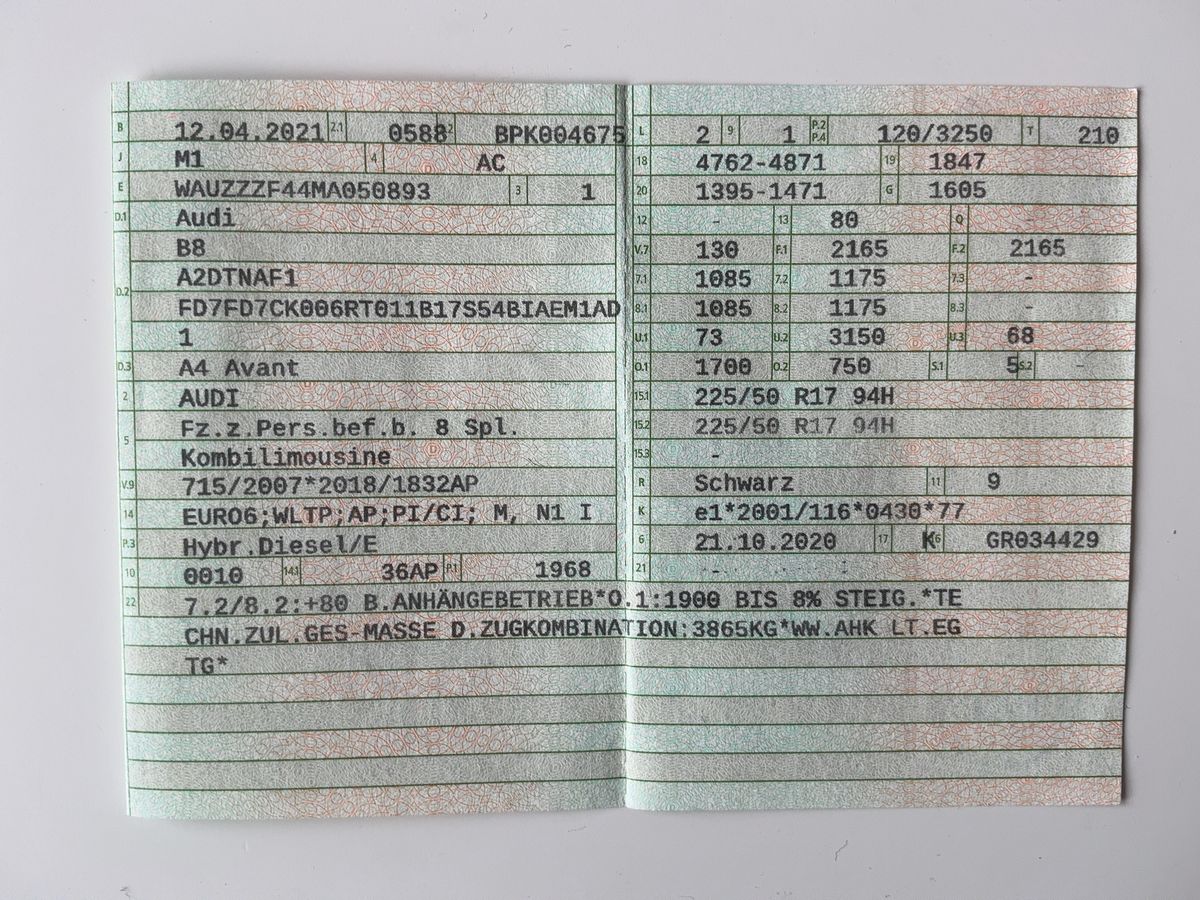 B 12.04.2021 2.1 0588 2.2 BPK004675
J M1 4 AC
E WAUZZZF44MA050893 3 1
D.1 Audi
B8
D.2 A2DTNAF1
FD7FD7CK006RT011B17S54BIAEM1AD
1
D.3 A4 Avant
2 AUDI
5 Fz.z.Pers.bef.b. 8 Spl.
Kombilimousine
V.9 715/2007*2018/1832AP
14 EURO6;WLTP;AP;PI/CI; M, N1 I
P.3 Hybr.Diesel/E
10 0010 14.1 36AP P.1 1968
L 2 9 1 P.2 P.4 120/3250 T 210
18 4762-4871 19 1847
20 1395-1471 G 1605
12 - 13 80 Q -
V.7 130 F.1 2165 F.2 2165
7.1 1085 7.2 1175 7.3 -
8.1 1085 8.2 1175 8.3 -
U.1 73 U.2 3150 U.3 68
O.1 1700 O.2 750 S.1 5 S.2 -
15.1 225/50 R17 94H
15.2 225/50 R17 94H
15.3 -
R Schwarz 11 9
K e1*2001/116*0430*77
6 21.10.2020 17 K 16 GR034429
21 -
22 7.2/8.2:+80 B.ANHÄNGEBETRIEB*O.1:1900 BIS 8% STEIG.*TE
CHN.ZUL.GES-MASSE D.ZUGKOMBINATION:3865KG*WW.AHK LT.EG
TG*